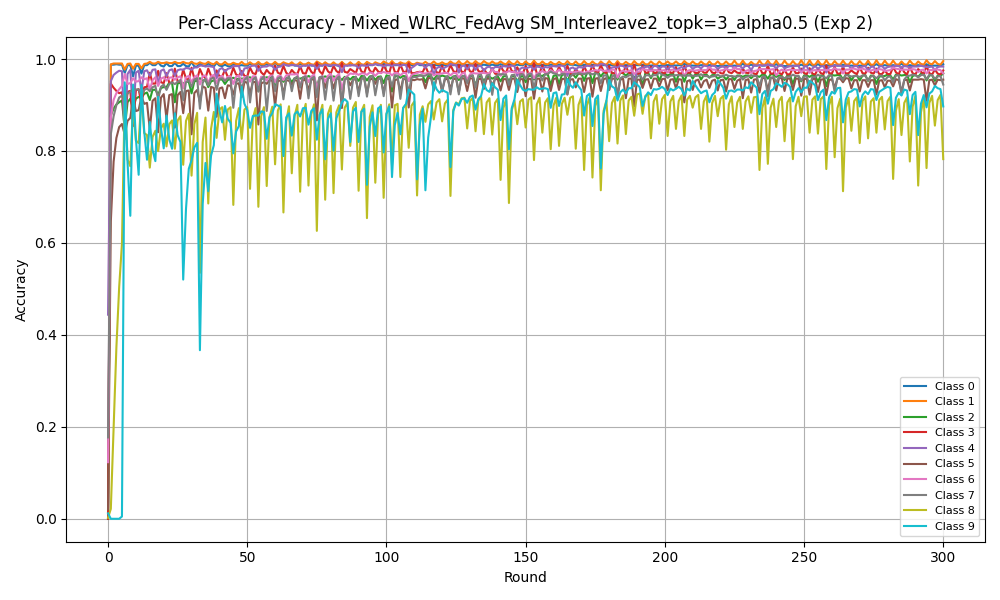 Per-Class Accuracy - Mixed_WLRC_FedAvg SM_Interleave2_topk=3_alpha0.5 (Exp 2)
1.0
0.8
0.6
0.4
0.2
0.0
Accuracy
0 50 100 150 200 250 300
Round
Class 0
Class 1
Class 2
Class 3
Class 4
Class 5
Class 6
Class 7
Class 8
Class 9